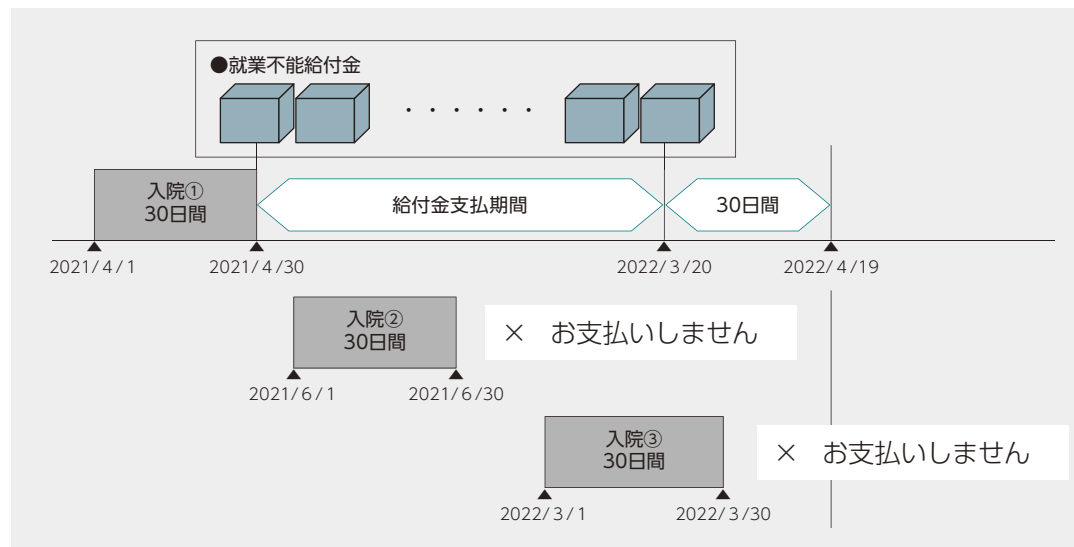 ●就業不能給付金
・・・・・・
入院①
30日間
給付金支払期間
30日間
2021/4/1
2021/4/30
2022/3/20
2022/4/19
入院②
30日間
× お支払いしません
2021/6/1
2021/6/30
入院③
30日間
× お支払いしません
2022/3/1
2022/3/30